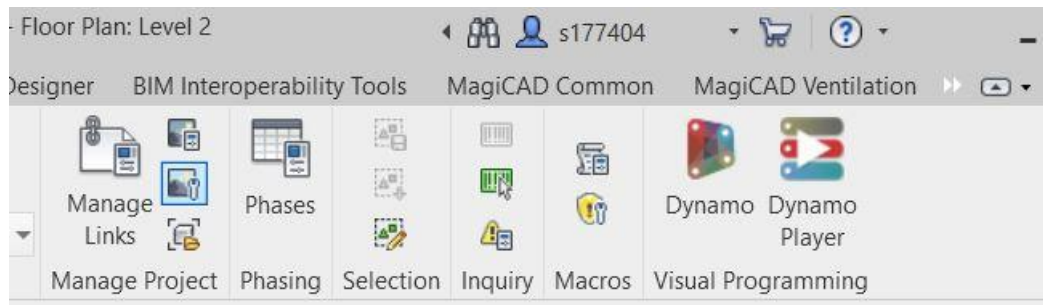 - Floor Plan: Level 2 s177404
Designer BIM Interoperability Tools MagiCAD Common MagiCAD Ventilation
Manage Links Phases Dynamo Dynamo Player
Manage Project Phasing Selection Inquiry Macros Visual Programming